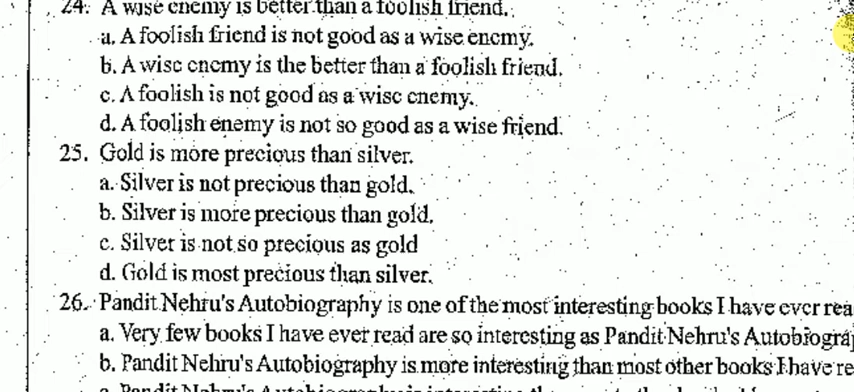 24. A wise enemy is better than a foolish friend.
a. A foolish friend is not good as a wise enemy.
b. A wise enemy is the better than a foolish friend.
c. A foolish is not good as a wise enemy.
d. A foolish enemy is not so good as a wise friend.
25. Gold is more precious than silver.
a. Silver is not precious than gold.
b. Silver is more precious than gold.
c. Silver is not so precious as gold
d. Gold is most precious than silver.
26. Pandit Nehru's Autobiography is one of the most interesting books I have ever rea
a. Very few books I have ever read are so interesting as Pandit Nehru's Autobiogra
b. Pandit Nehru's Autobiography is more interesting than most other books I have re